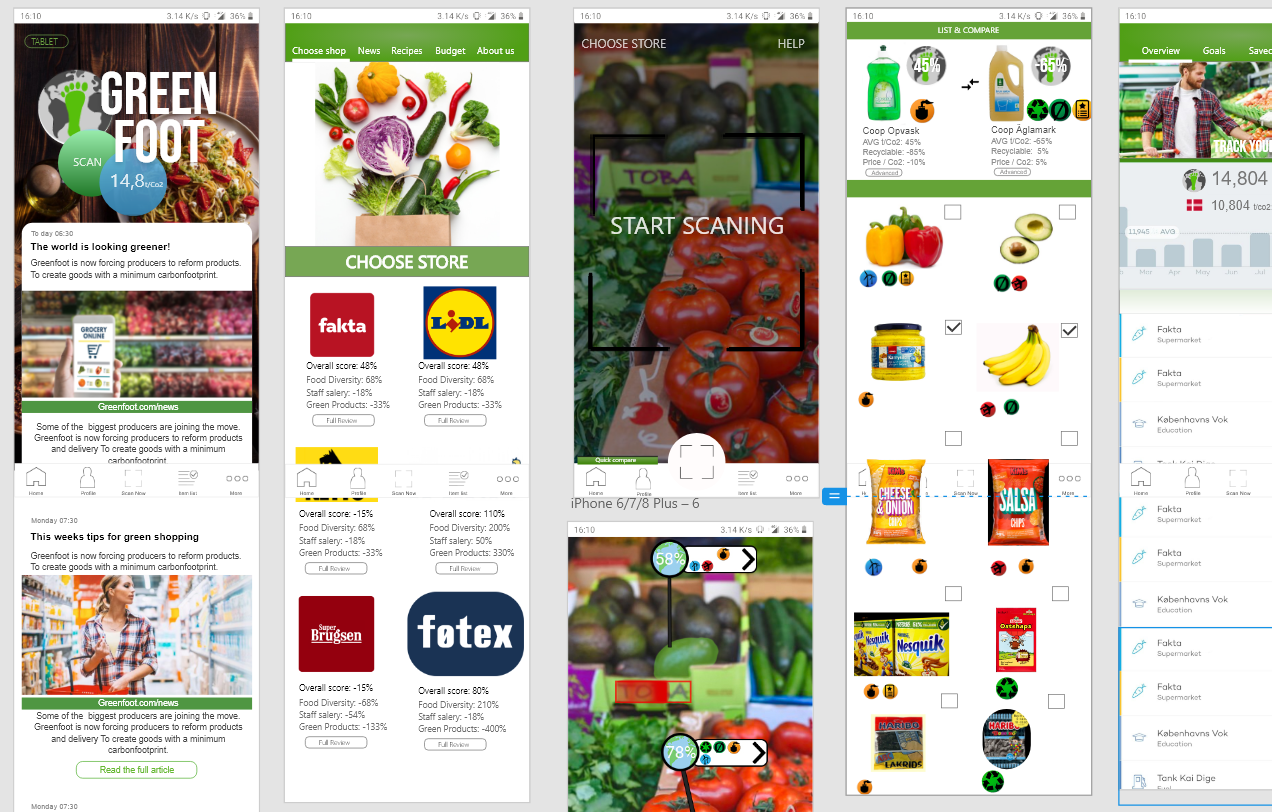 16:10 3.14 K/s 36%
TABLET
GREEN
FOOT
SCAN
14,8 t/Co2
To day 06:30
The world is looking greener!
Greenfoot is forcing producers to reform products.
To create goods with a minimum carbonfootprint.
GROCERY
ONLINE
Greenfoot.com/news
Some of the biggest producers are joining the move.
Greenfoot is now forcing producers to reform products
and delivery To create goods with a minimum
carbonfootprint.
Home Profile Scan Now Item list More
Monday 07:30
This weeks tips for green shopping
Greenfoot is now forcing producers to reform products.
To create goods with a minimum carbonfootprint.
Greenfoot.com/news
Some of the biggest producers are joining the move.
Greenfoot is now forcing producers to reform products
and delivery To create goods with a minimum
carbonfootprint.
Read the full article
Monday 07:30
16:10 3.14 K/s 36%
Choose shop News Recipes Budget About us
CHOOSE STORE
fakta
LIDL
Overall score: 48% Overall score: 48%
Food Diversity: 68% Food Diversity: 68%
Staff salery: -18% Staff salery: -18%
Green Products: -33% Green Products: -33%
Full Review Full Review
Home Profile Scan Now Item list More
Overall score: -15% Overall score: 110%
Food Diversity: 68% Food Diversity: 200%
Staff salery: -18% Staff salery: 50%
Green Products: -33% Green Products: 330%
Full Review Full Review
Super
Brugsen
føtex
Overall score: -15% Overall score: 80%
Food Diversity: -68% Food Diversity: 210%
Staff salery: -54% Staff salery: -18%
Green Products: -133% Green Products: -400%
Full Review Full Review
16:10 3.14 K/s 36%
CHOOSE STORE HELP
TOBA
START SCANING
Quick compare
Home Profile Item list More
iPhone 6/7/8 Plus – 6
16:10 3.14 K/s 36%
58%
TOBA
78%
16:10 3.14 K/s 36%
LIST & COMPARE
45% -65%
Coop Opvask
AVG t/Co2: 45%
Recyclable: -85%
Price / Co2: -10%
Advanced
Coop Äglamark
AVG t/Co2: -65%
Recyclable: 5%
Price / Co2: 5%
Advanced
Scan Now More
KiMs
CHEESE
& ONION
CHIPS
KiMs
SALSA
CHIPS
Nesquik Nesquik
Ostehaps
HARIBO
LAKRIDS
HARIBO
16:10
Overview Goals
TRACK YOU
14,804
10,804 t/co2
11,945 - AVG
Mar Apr May Jun Jul
Fakta
Supermarket
Fakta
Supermarket
Københavns Vok
Education
Home Profile Scan Now
Fakta
Supermarket
Fakta
Supermarket
Københavns Vok
Education
Fakta
Supermarket
Fakta
Supermarket
Københavns Vok
Education
Tank Kai Dige
Fuel